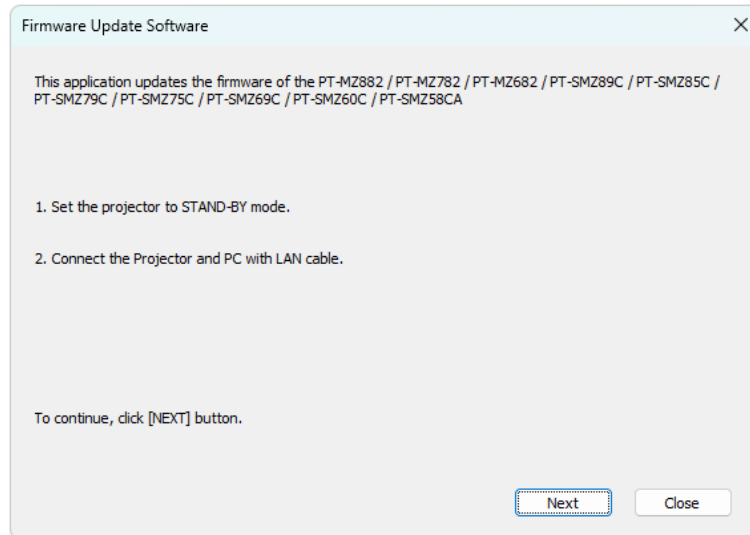 Firmware Update Software
This application updates the firmware of the PT-MZ882 / PT-MZ782 / PT-MZ682 / PT-SMZ89C / PT-SMZ85C /
PT-SMZ79C / PT-SMZ75C / PT-SMZ69C / PT-SMZ60C / PT-SMZ58CA
1. Set the projector to STAND-BY mode.
2. Connect the Projector and PC with LAN cable.
To continue, click [NEXT] button.
Next
Close